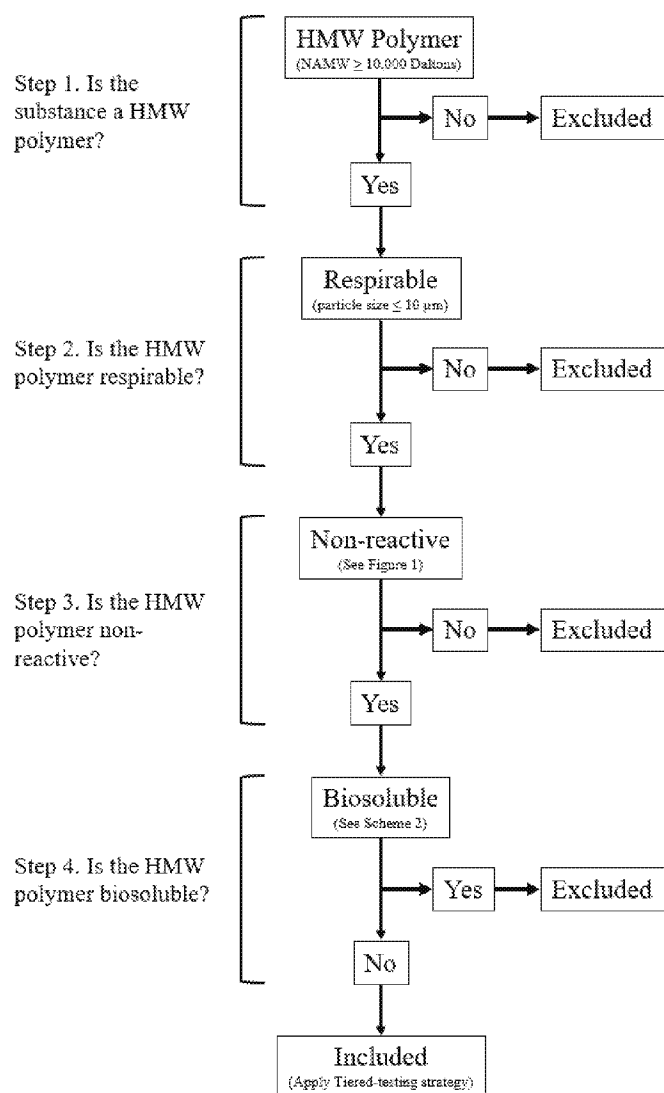 Step 1. Is the
substance a HMW
polymer?
HMW Polymer
(NAMW ≥ 10,000 Daltons)
No
Excluded
Yes
Step 2. Is the HMW
polymer respirable?
Respirable
(particle size ≤ 10 μm)
No
Excluded
Yes
Step 3. Is the HMW
polymer non-
reactive?
Non-reactive
(See Figure 1)
No
Excluded
Yes
Step 4. Is the HMW
polymer biosoluble?
Biosoluble
(See Scheme 2)
Yes
Excluded
No
Included
(Apply Tiered-testing strategy)